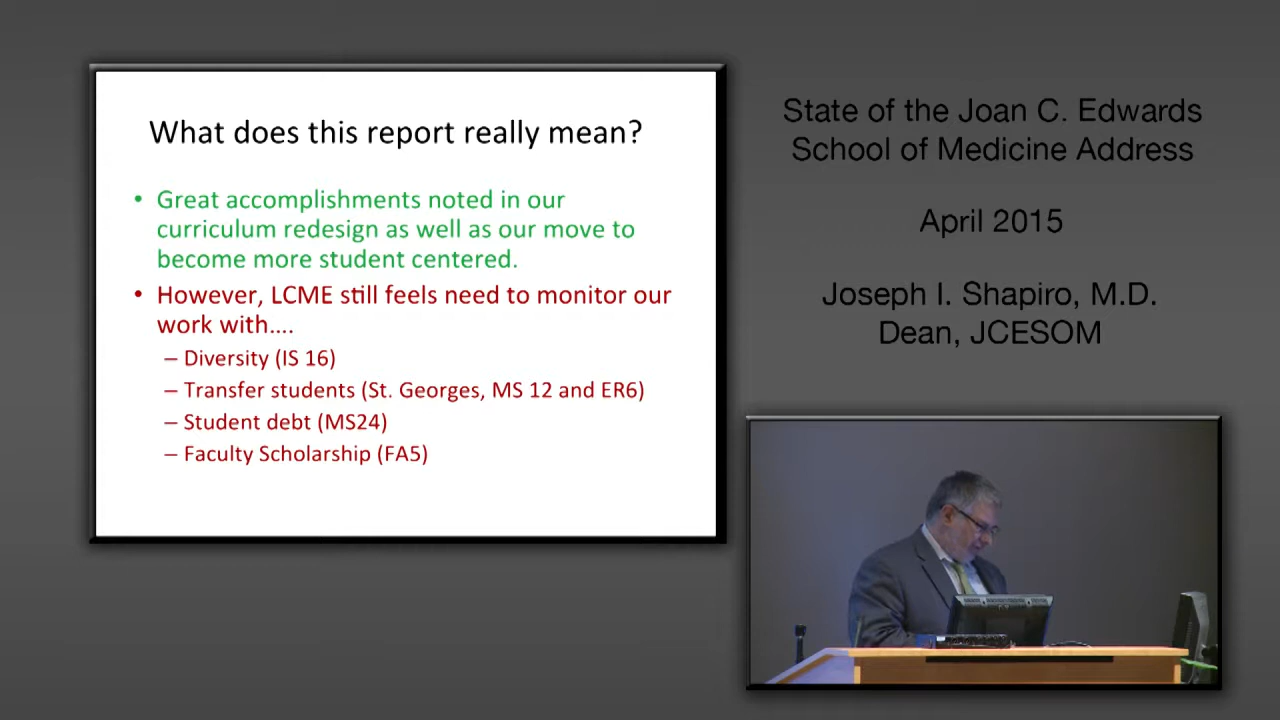 What does this report really mean?
• Great accomplishments noted in our
curriculum redesign as well as our move to
become more student centered.
• However, LCME still feels need to monitor our
work with....
– Diversity (IS 16)
– Transfer students (St. Georges, MS 12 and ER6)
– Student debt (MS24)
– Faculty Scholarship (FA5)
State of the Joan C. Edwards
School of Medicine Address
April 2015
Joseph I. Shapiro, M.D.
Dean, JCESOM